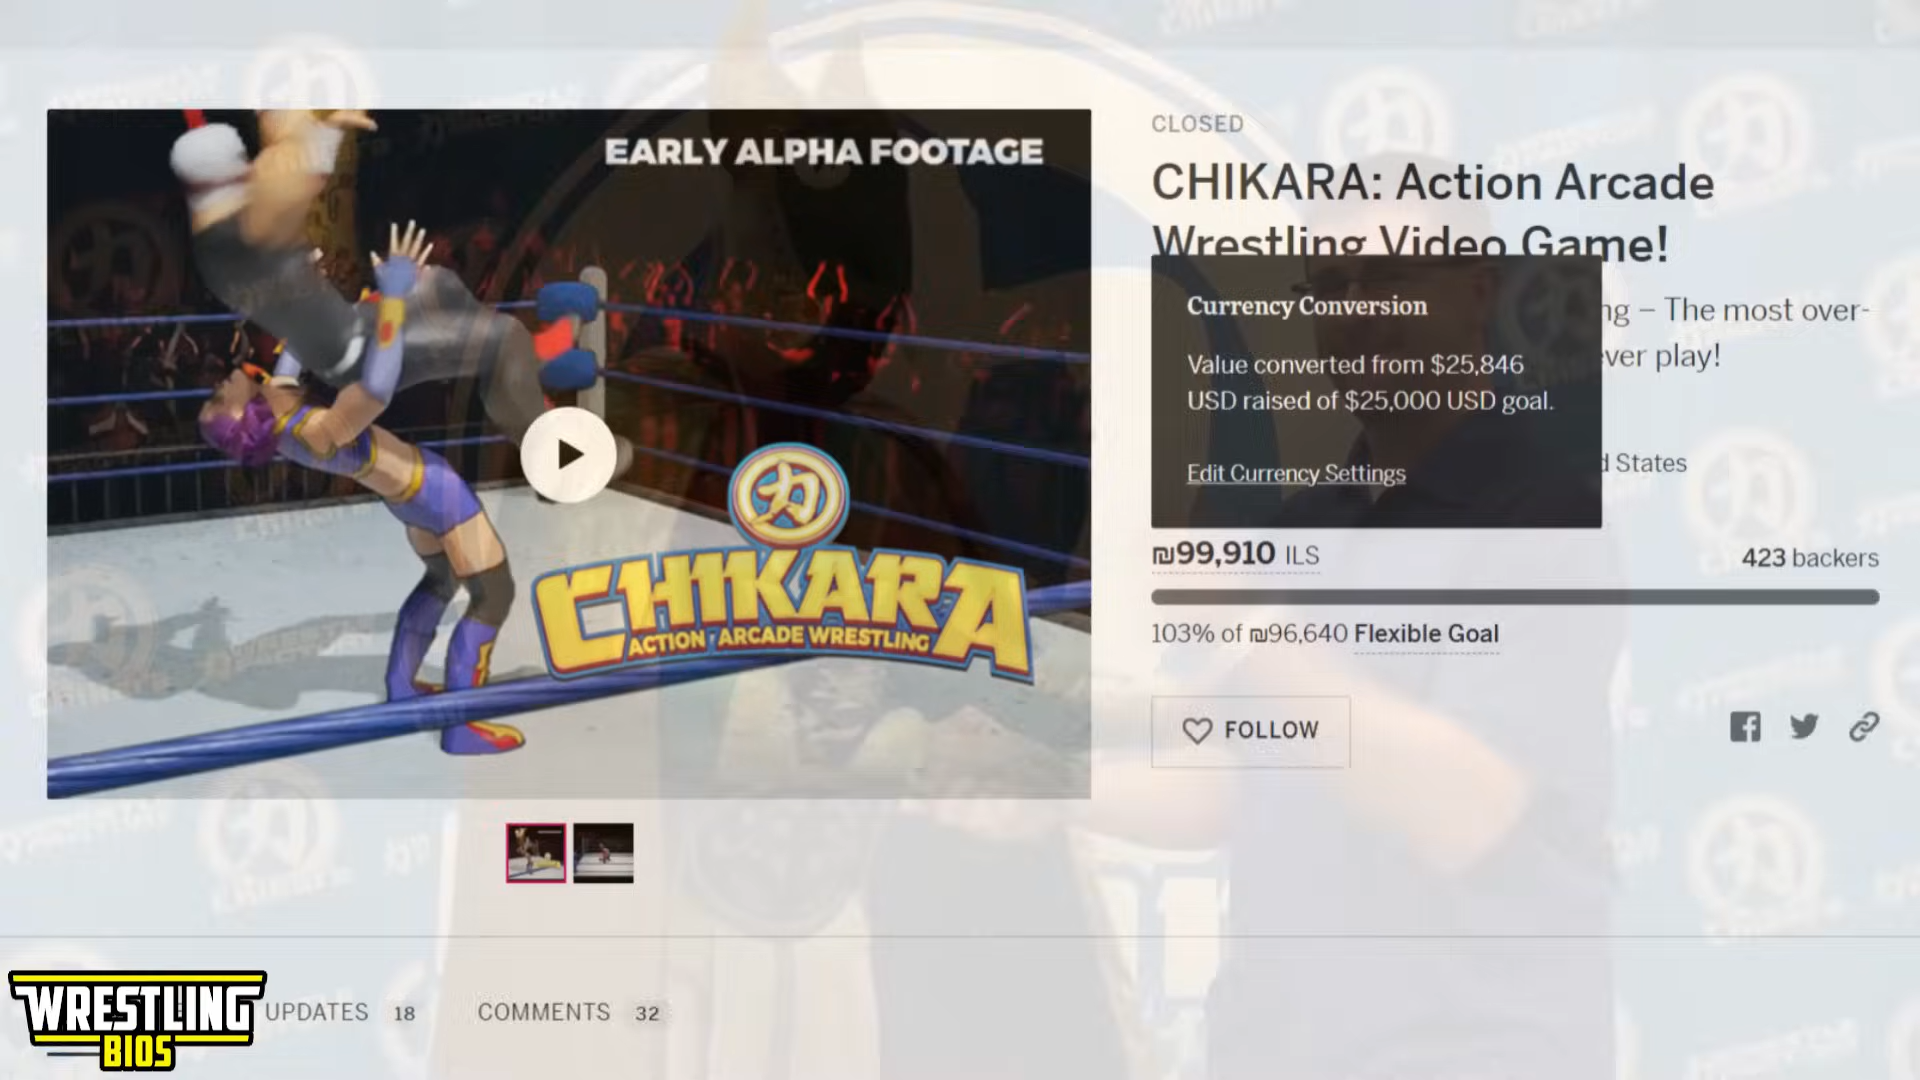 EARLY ALPHA FOOTAGE
力
CHIKARA
ACTION ARCADE WRESTLING
CLOSED
CHIKARA: Action Arcade
Wrestling Video Game!
ng – The most over-
ever play!
Currency Conversion
Value converted from $25,846
USD raised of $25,000 USD goal.
Edit Currency Settings
d States
₪99,910 ILS
423 backers
103% of ₪96,640 Flexible Goal
FOLLOW
UPDATES 18
COMMENTS 32
WRESTLING
BIOS